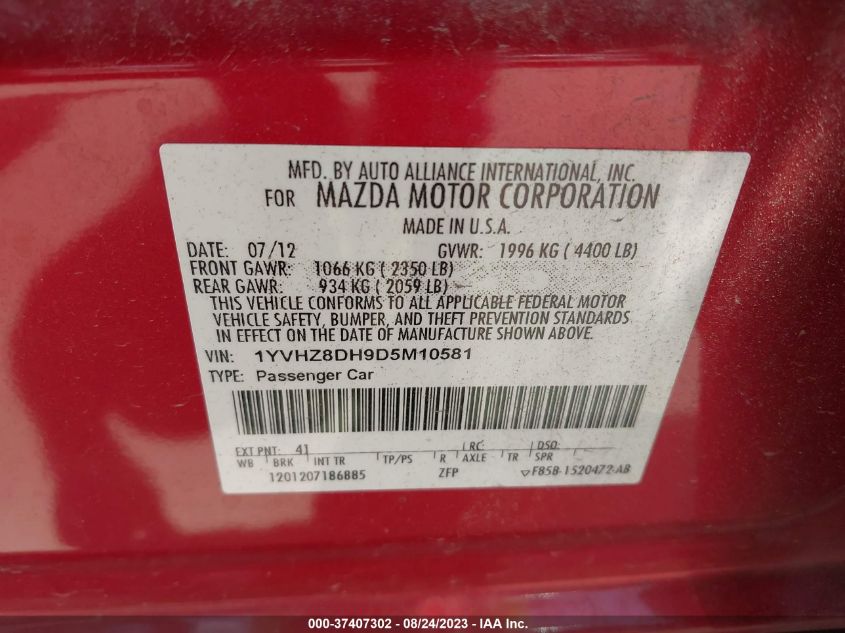 MFD. BY AUTO ALLIANCE INTERNATIONAL, INC.
FOR MAZDA MOTOR CORPORATION
MADE IN U.S.A.
DATE: 07/12 GVWR: 1996 KG ( 4400 LB)
FRONT GAWR: 1066 KG ( 2350 LB)
REAR GAWR: 934 KG ( 2059 LB)
THIS VEHICLE CONFORMS TO ALL APPLICABLE FEDERAL MOTOR
VEHICLE SAFETY, BUMPER, AND THEFT PREVENTION STANDARDS
IN EFFECT ON THE DATE OF MANUFACTURE SHOWN ABOVE.
VIN: 1YVHZ8DH9D5M10581
TYPE: Passenger Car
EXT PNT: 41 LRC: DSO:
WB BRK INT TR TP/PS R AXLE TR SPR
1201207186885 ZFP ▽F85B-1520472-AB
000-37407302 - 08/24/2023 - IAA Inc.